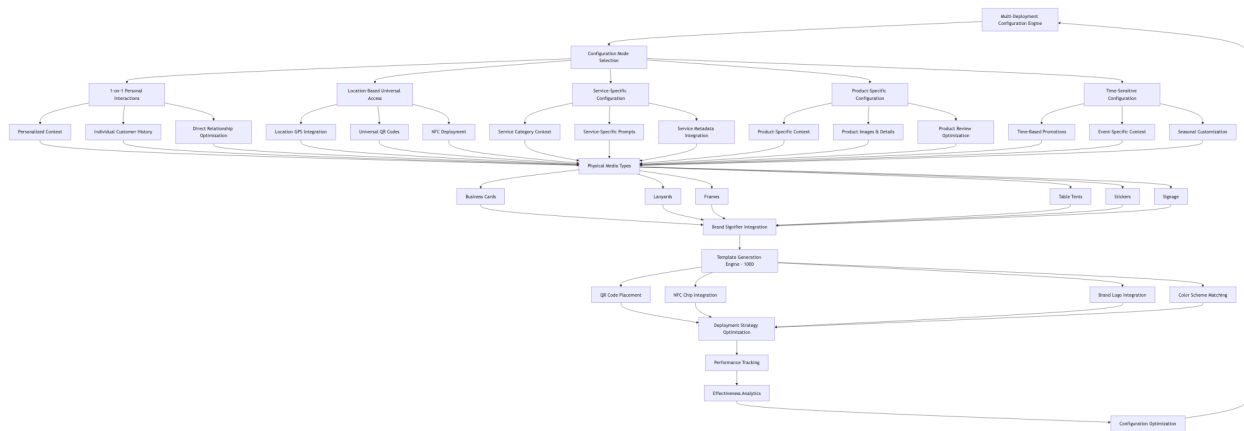 Multi-Deployment
Configuration Engine
Configuration Mode
Selection
1-on-1 Personal
Interactions
Location-Based Universal
Access
Service-Specific
Configuration
Product-Specific
Configuration
Time-Sensitive
Configuration
Personalized Context
Individual Customer History
Direct Relationship
Optimization
Location GPS Integration
Universal QR Codes
NFC Deployment
Service Category Context
Service-Specific Prompts
Service Metadata
Integration
Product-Specific Context
Product Images & Details
Product Review
Optimization
Time-Based Promotions
Event-Specific Context
Seasonal Customization
Physical Media Types
Business Cards
Lanyards
Frames
Table Tents
Stickers
Signage
Brand Signifier Integration
Template Generation
Engine - 1000
QR Code Placement
NFC Chip Integration
Brand Logo Integration
Color Scheme Matching
Deployment Strategy
Optimization
Performance Tracking
Effectiveness Analytics
Configuration Optimization